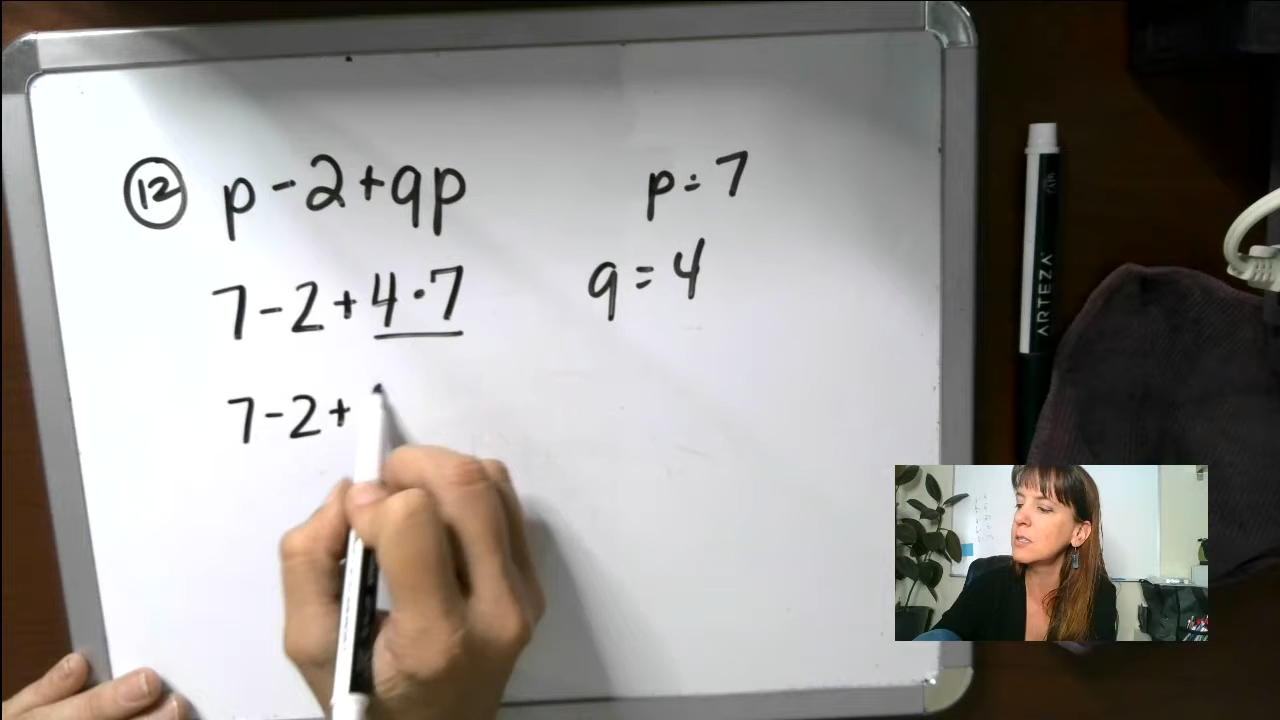 12 p - 2 + qp
p = 7
7 - 2 + 4 · 7
q = 4
7 - 2 +
ARTEZA